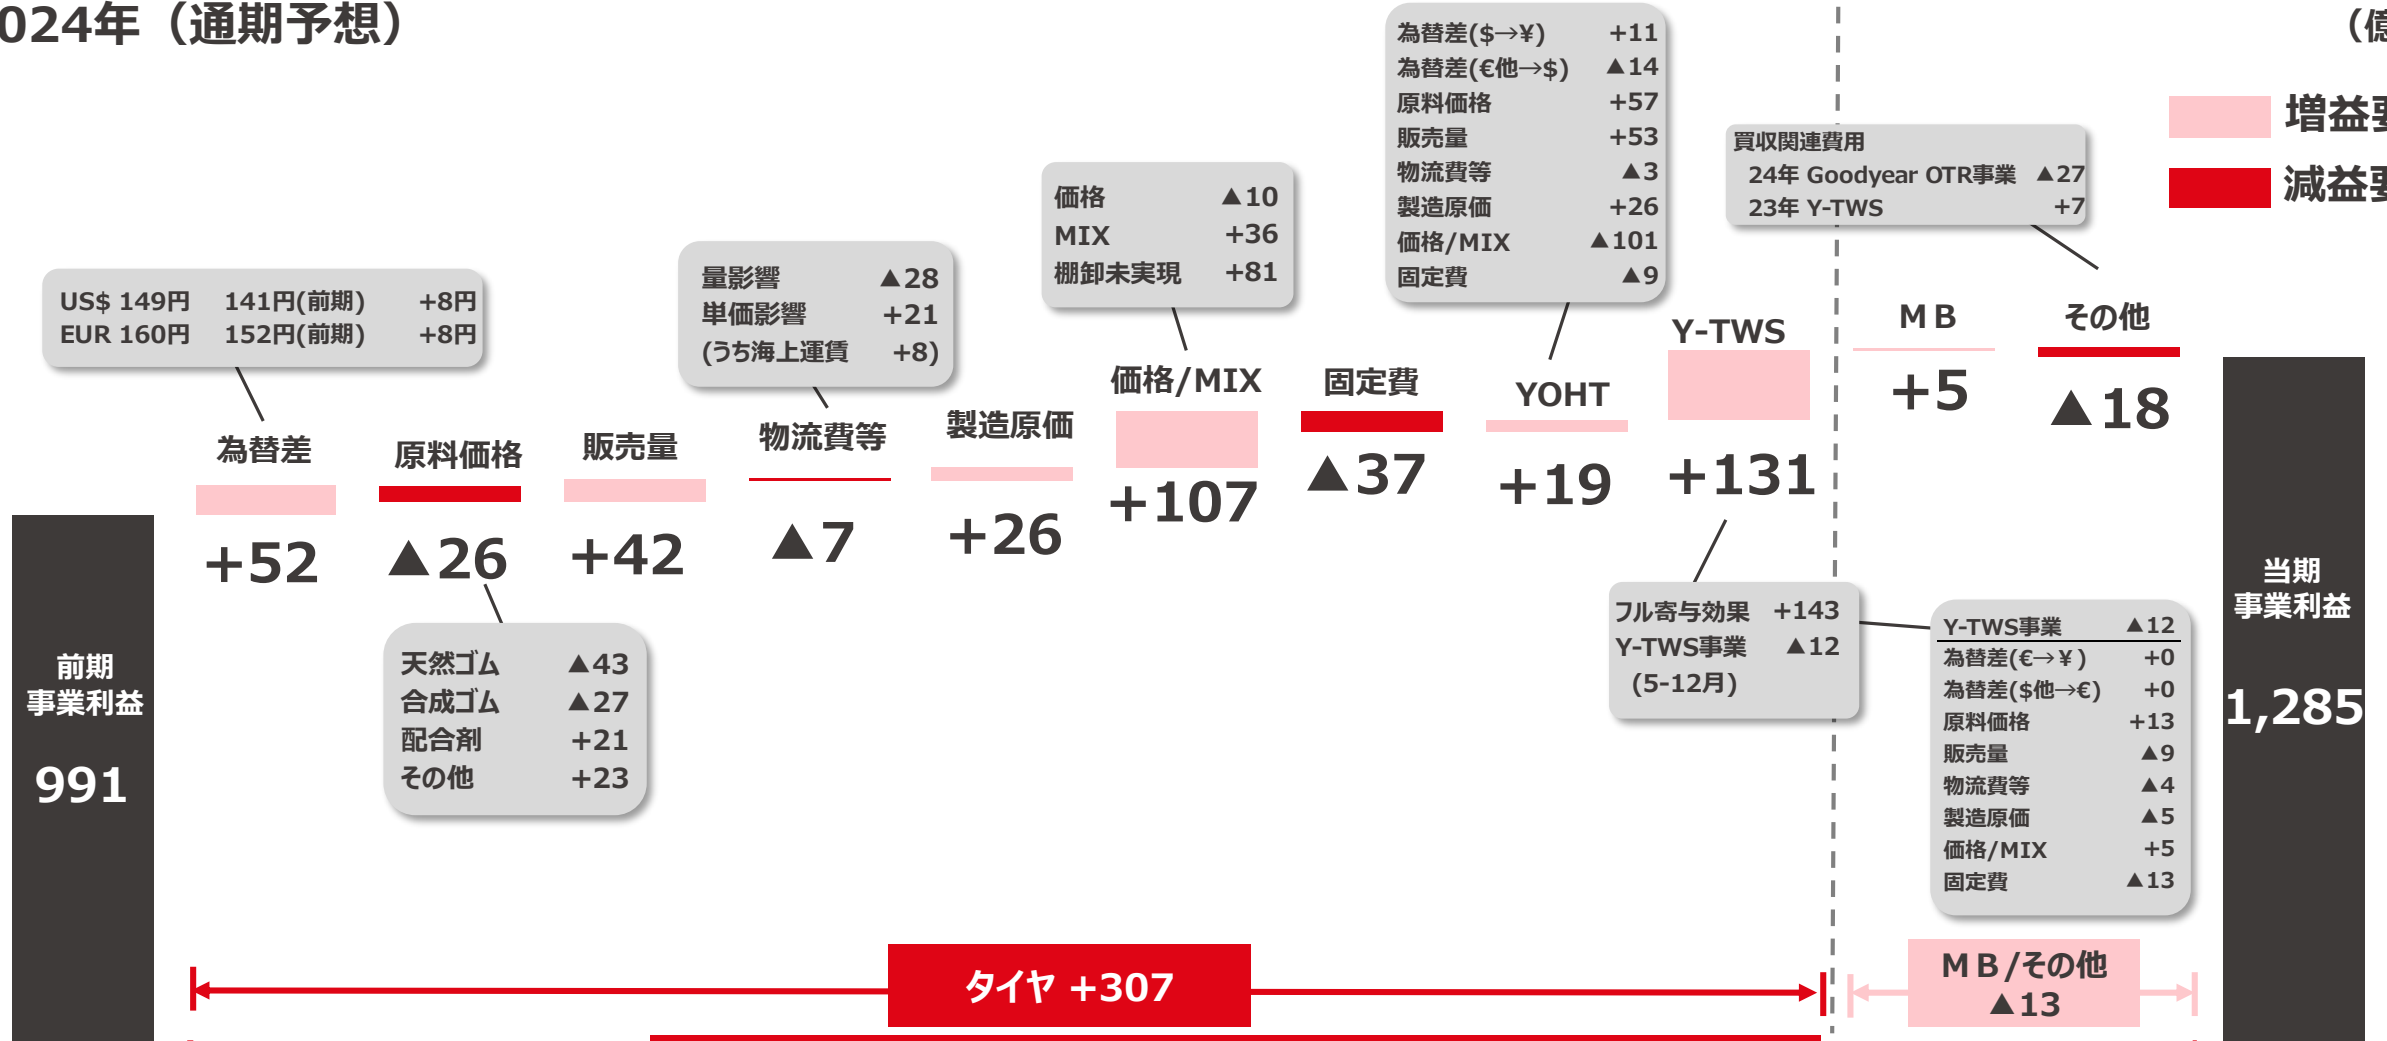 024年（通期予想）
（億
増益要
減益要
為替差($→¥) +11
為替差(€他→$) ▲14
原料価格 +57
販売量 +53
物流費等 ▲3
製造原価 +26
価格/MIX ▲101
固定費 ▲9
買収関連費用
24年 Goodyear OTR事業 ▲27
23年 Y-TWS +7
価格 ▲10
MIX +36
棚卸未実現 +81
量影響 ▲28
単価影響 +21
(うち海上運賃 +8)
US$ 149円 141円(前期) +8円
EUR 160円 152円(前期) +8円
前期
事業利益
991
為替差
+52
原料価格
▲26
販売量
+42
物流費等
▲7
製造原価
+26
価格/MIX
+107
固定費
▲37
YOHT
+19
Y-TWS
+131
ＭＢ
+5
その他
▲18
当期
事業利益
1,285
天然ゴム ▲43
合成ゴム ▲27
配合剤 +21
その他 +23
フル寄与効果 +143
Y-TWS事業 ▲12
(5-12月)
Y-TWS事業 ▲12
為替差(€→￥) +0
為替差($他→€) +0
原料価格 +13
販売量 ▲9
物流費等 ▲4
製造原価 ▲5
価格/MIX +5
固定費 ▲13
タイヤ +307
ＭＢ/その他
▲13